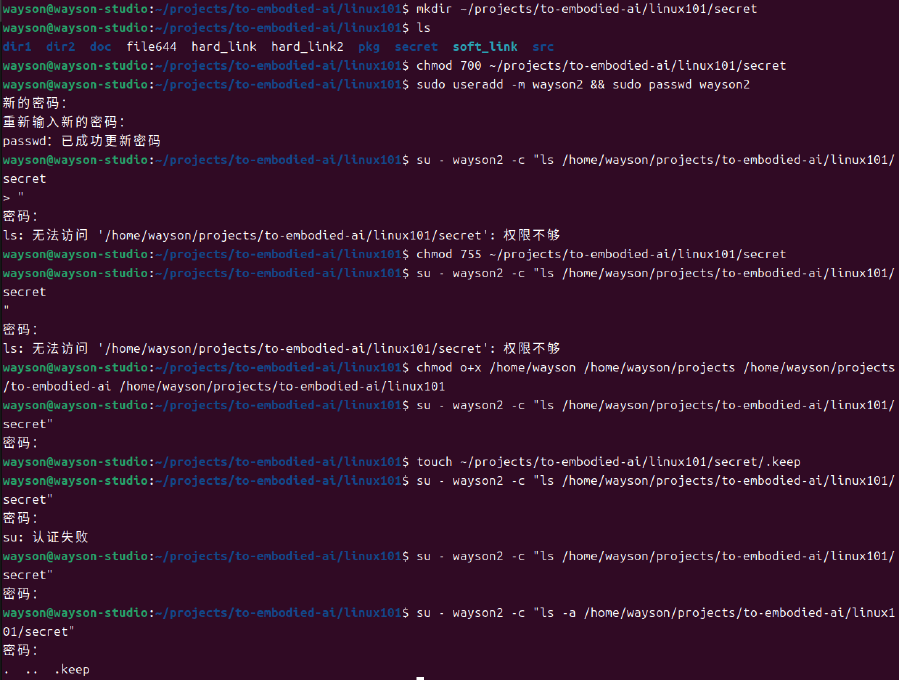 wayson@wayson-studio:~/projects/to-embodied-ai/linux101$ mkdir ~/projects/to-embodied-ai/linux101/secret
wayson@wayson-studio:~/projects/to-embodied-ai/linux101$ ls
dir1  dir2  doc  file644  hard_link  hard_link2  pkg  secret  soft_link  src
wayson@wayson-studio:~/projects/to-embodied-ai/linux101$ chmod 700 ~/projects/to-embodied-ai/linux101/secret
wayson@wayson-studio:~/projects/to-embodied-ai/linux101$ sudo useradd -m wayson2 && sudo passwd wayson2
新的密码：
重新输入新的密码：
passwd：已成功更新密码
wayson@wayson-studio:~/projects/to-embodied-ai/linux101$ su - wayson2 -c "ls /home/wayson/projects/to-embodied-ai/linux101/
secret
> "
密码：
ls: 无法访问 '/home/wayson/projects/to-embodied-ai/linux101/secret': 权限不够
wayson@wayson-studio:~/projects/to-embodied-ai/linux101$ chmod 755 ~/projects/to-embodied-ai/linux101/secret
wayson@wayson-studio:~/projects/to-embodied-ai/linux101$ su - wayson2 -c "ls /home/wayson/projects/to-embodied-ai/linux101/
secret
"
密码：
ls: 无法访问 '/home/wayson/projects/to-embodied-ai/linux101/secret': 权限不够
wayson@wayson-studio:~/projects/to-embodied-ai/linux101$ chmod o+x /home/wayson /home/wayson/projects /home/wayson/projects
/to-embodied-ai /home/wayson/projects/to-embodied-ai/linux101
wayson@wayson-studio:~/projects/to-embodied-ai/linux101$ su - wayson2 -c "ls /home/wayson/projects/to-embodied-ai/linux101/
secret"
密码：
wayson@wayson-studio:~/projects/to-embodied-ai/linux101$ touch ~/projects/to-embodied-ai/linux101/secret/.keep
wayson@wayson-studio:~/projects/to-embodied-ai/linux101$ su - wayson2 -c "ls /home/wayson/projects/to-embodied-ai/linux101/
secret"
密码：
su: 认证失败
wayson@wayson-studio:~/projects/to-embodied-ai/linux101$ su - wayson2 -c "ls /home/wayson/projects/to-embodied-ai/linux101/
secret"
密码：
wayson@wayson-studio:~/projects/to-embodied-ai/linux101$ su - wayson2 -c "ls -a /home/wayson/projects/to-embodied-ai/linux1
01/secret"
密码：
.  ..  .keep